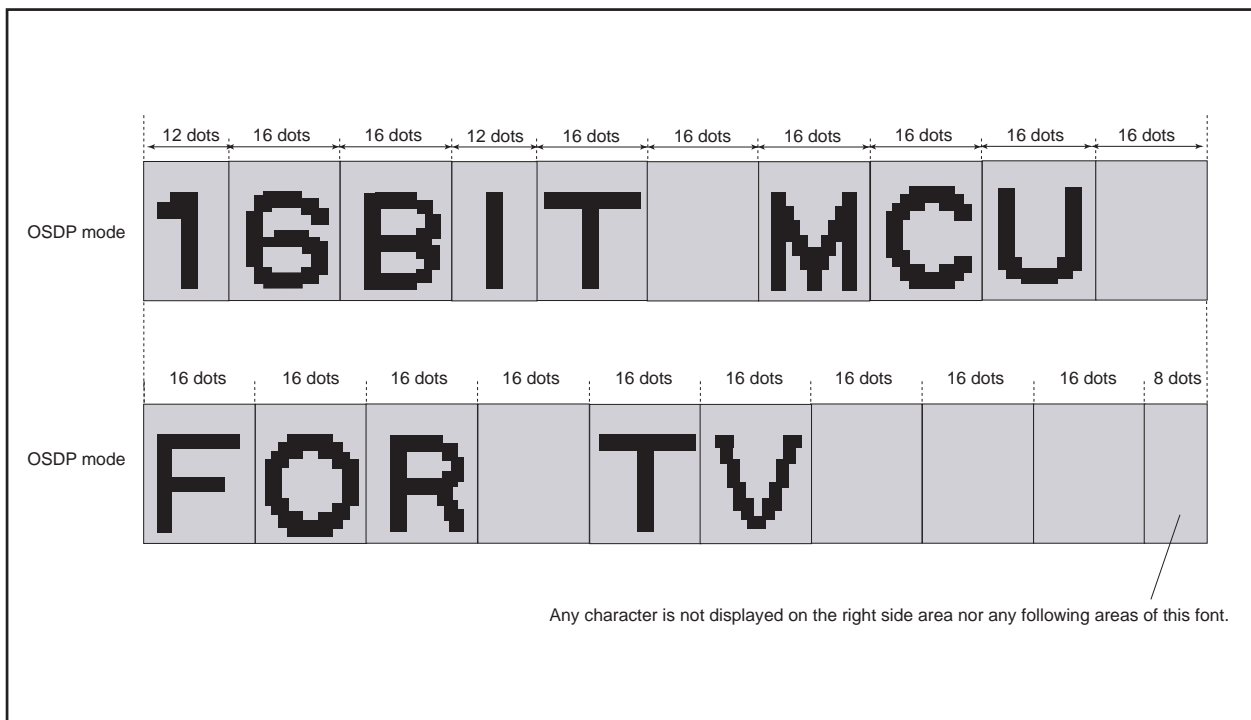 12 dots 16 dots 16 dots 12 dots 16 dots 16 dots 16 dots 16 dots 16 dots 16 dots
OSDP mode 16BIT MCU
16 dots 16 dots 16 dots 16 dots 16 dots 16 dots 16 dots 16 dots 16 dots 8 dots
OSDP mode FOR TV
Any character is not displayed on the right side area nor any following areas of this font.